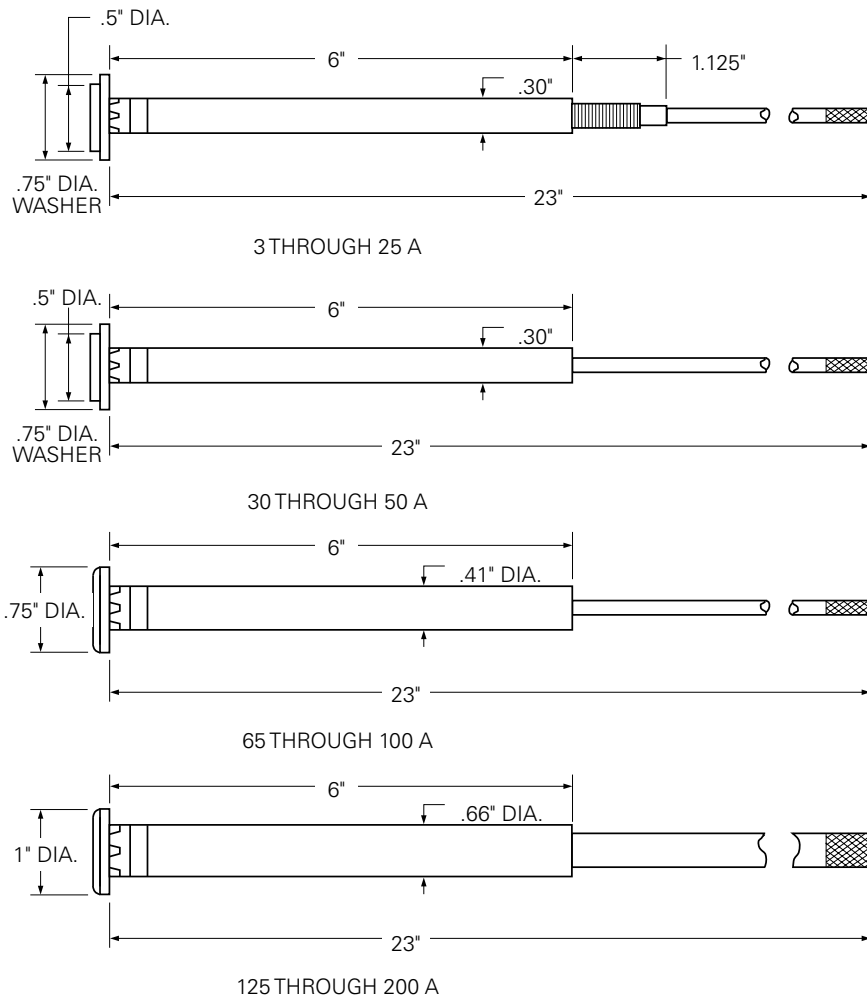 .5" DIA.
6"
1.125"
.30"
.75" DIA.
WASHER
23"
3 THROUGH 25 A
.5" DIA.
6"
.30"
.75" DIA.
WASHER
23"
30 THROUGH 50 A
6"
.41" DIA.
.75" DIA.
23"
65 THROUGH 100 A
6"
.66" DIA.
1" DIA.
23"
125 THROUGH 200 A